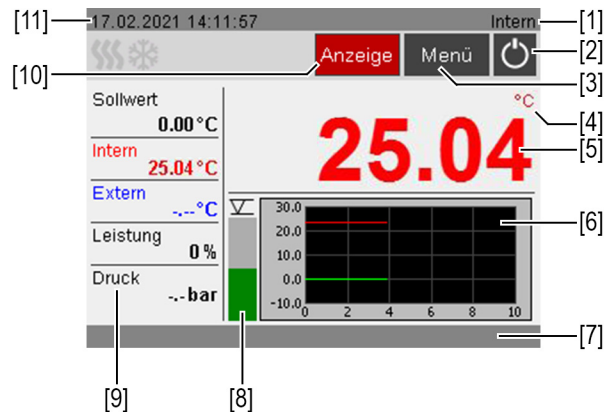 [11] 17.02.2021 14:11:57 Intern [1]
[2]
[10] Anzeige Menü [3]
Sollwert
0.00 °C
Intern
25.04 °C
Extern
-.-- °C
Leistung
0 %
Druck
-.- bar
°C [4]
25.04 [5]
30.0
20.0
10.0
0.0
-10.0
0 2 4 6 8 10
[6]
[7]
[9] [8]